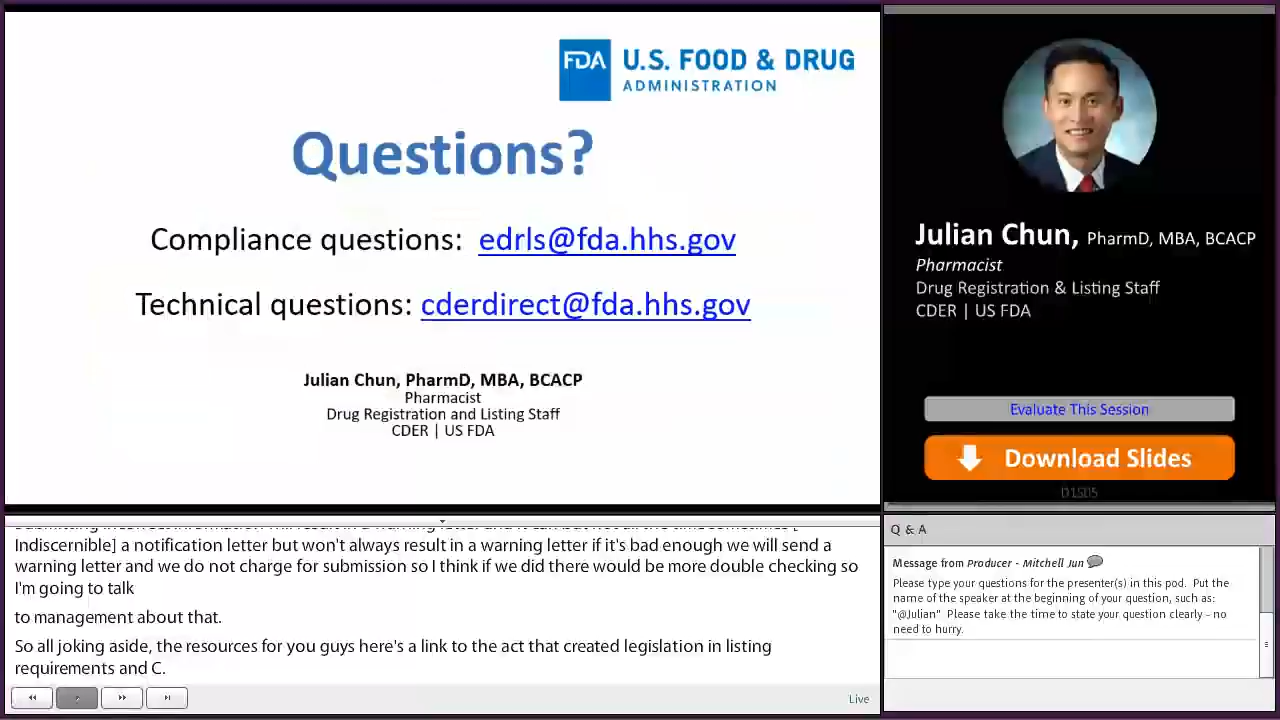 FDA
U.S. FOOD & DRUG
ADMINISTRATION
Questions?
Compliance questions: edrls@fda.hhs.gov
Technical questions: cderdirect@fda.hhs.gov
Julian Chun, PharmD, MBA, BCACP
Pharmacist
Drug Registration and Listing Staff
CDER | US FDA
Indiscernible] a notification letter but won't always result in a warning letter if it's bad enough we will send a
warning letter and we do not charge for submission so I think if we did there would be more double checking so
I'm going to talk
to management about that.
So all joking aside, the resources for you guys here's a link to the act that created legislation in listing
requirements and C.
Live
Julian Chun, PharmD, MBA, BCACP
Pharmacist
Drug Registration & Listing Staff
CDER | US FDA
Evaluate This Session
Download Slides
D1S05
Q & A
Message from Producer - Mitchell Jun
Please type your questions for the presenter(s) in this pod. Put the
name of the speaker at the beginning of your question, such as:
"@Julian" Please take the time to state your question clearly – no
need to hurry.